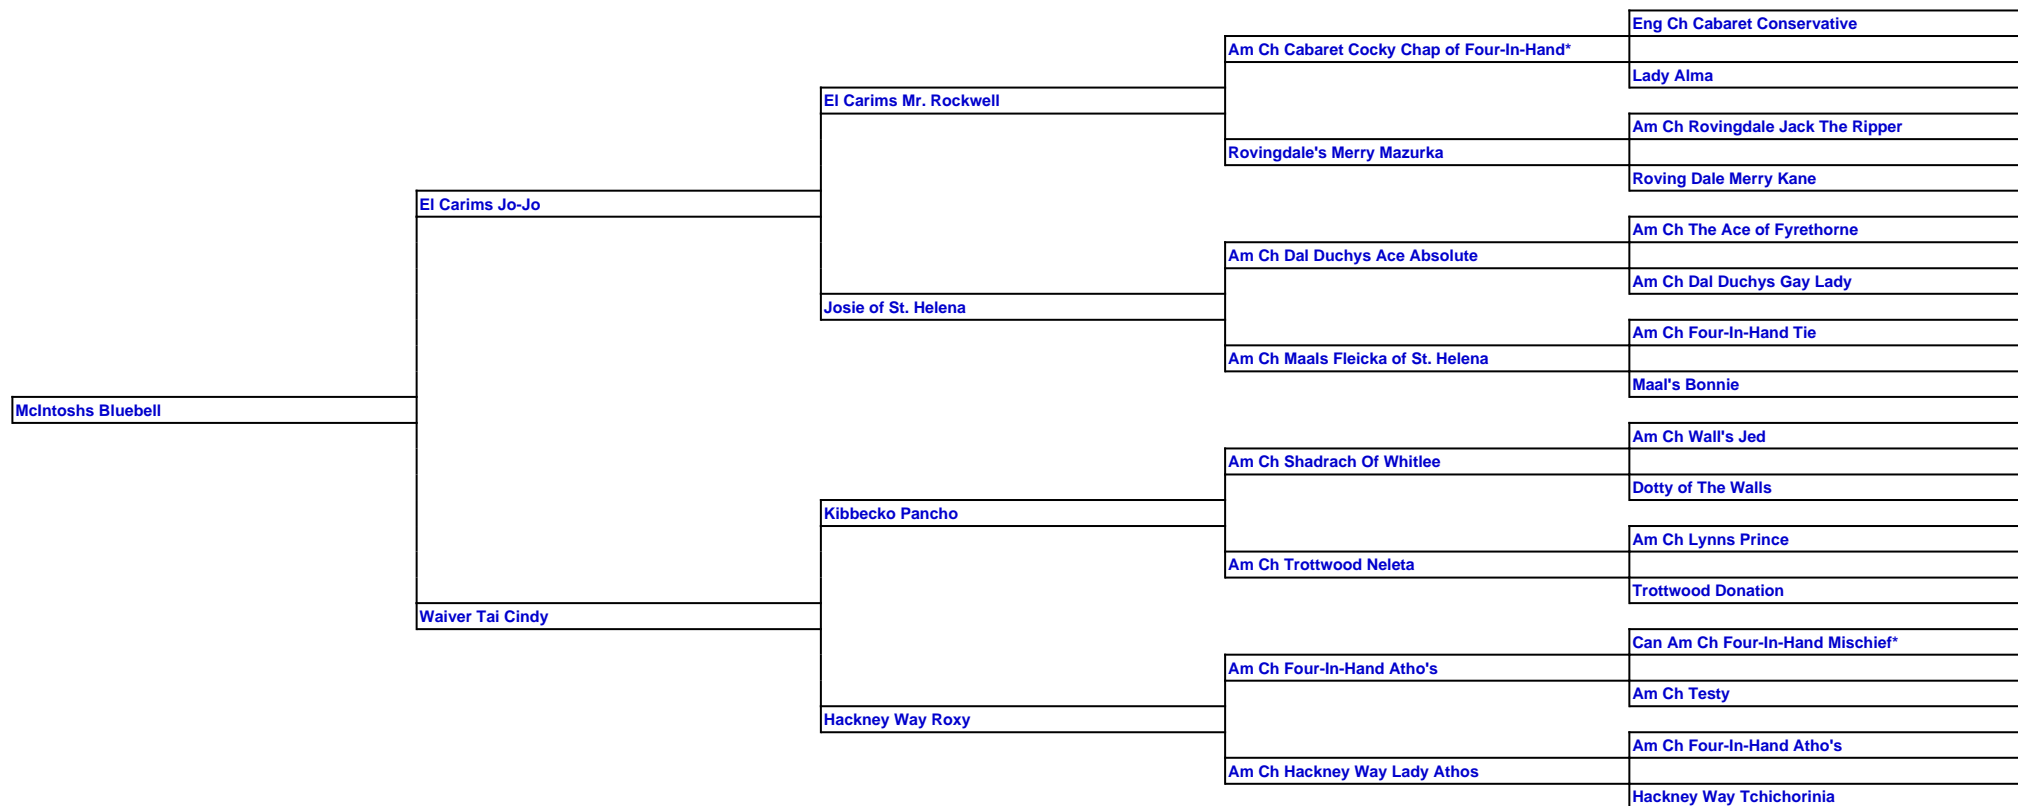 Eng Ch Cabaret Conservative
Am Ch Cabaret Cocky Chap of Four-In-Hand*
Lady Alma
El Carims Mr. Rockwell
Am Ch Rovingdale Jack The Ripper
Rovingdale's Merry Mazurka
Roving Dale Merry Kane
El Carims Jo-Jo
Am Ch The Ace of Fyrethorne
Am Ch Dal Duchys Ace Absolute
Am Ch Dal Duchys Gay Lady
Josie of St. Helena
Am Ch Four-In-Hand Tie
Am Ch Maals Fleicka of St. Helena
Maal's Bonnie
McIntoshs Bluebell
Am Ch Wall's Jed
Am Ch Shadrach Of Whitlee
Dotty of The Walls
Kibbecko Pancho
Am Ch Lynns Prince
Am Ch Trottwood Neleta
Trottwood Donation
Waiver Tai Cindy
Can Am Ch Four-In-Hand Mischief*
Am Ch Four-In-Hand Atho's
Am Ch Testy
Hackney Way Roxy
Am Ch Four-In-Hand Atho's
Am Ch Hackney Way Lady Athos
Hackney Way Tchichorinia